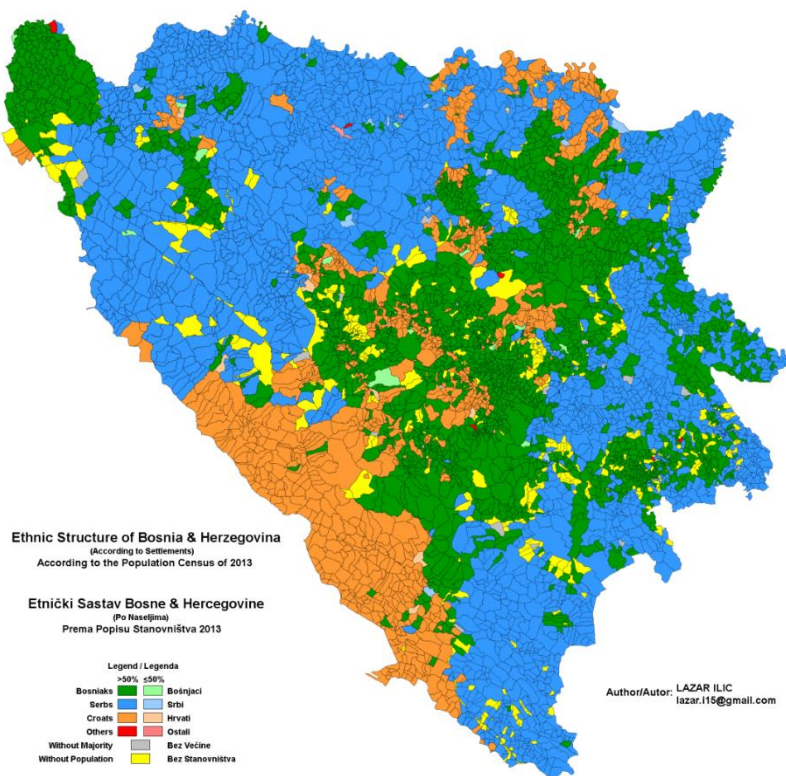 Ethnic Structure of Bosnia & Herzegovina
(According to Settlements)
According to the Population Census of 2013
Etnički Sastav Bosne & Hercegovine
(Po Naseljima)
Prema Popisu Stanovništva 2013
Legend / Legenda
>50% ≤50%
Bosniaks Bošnjaci
Serbs Srbi
Croats Hrvati
Others Ostali
Without Majority Bez Većine
Without Population Bez Stanovništva
Author/Autor: LAZAR ILIC
lazar.i15@gmail.com